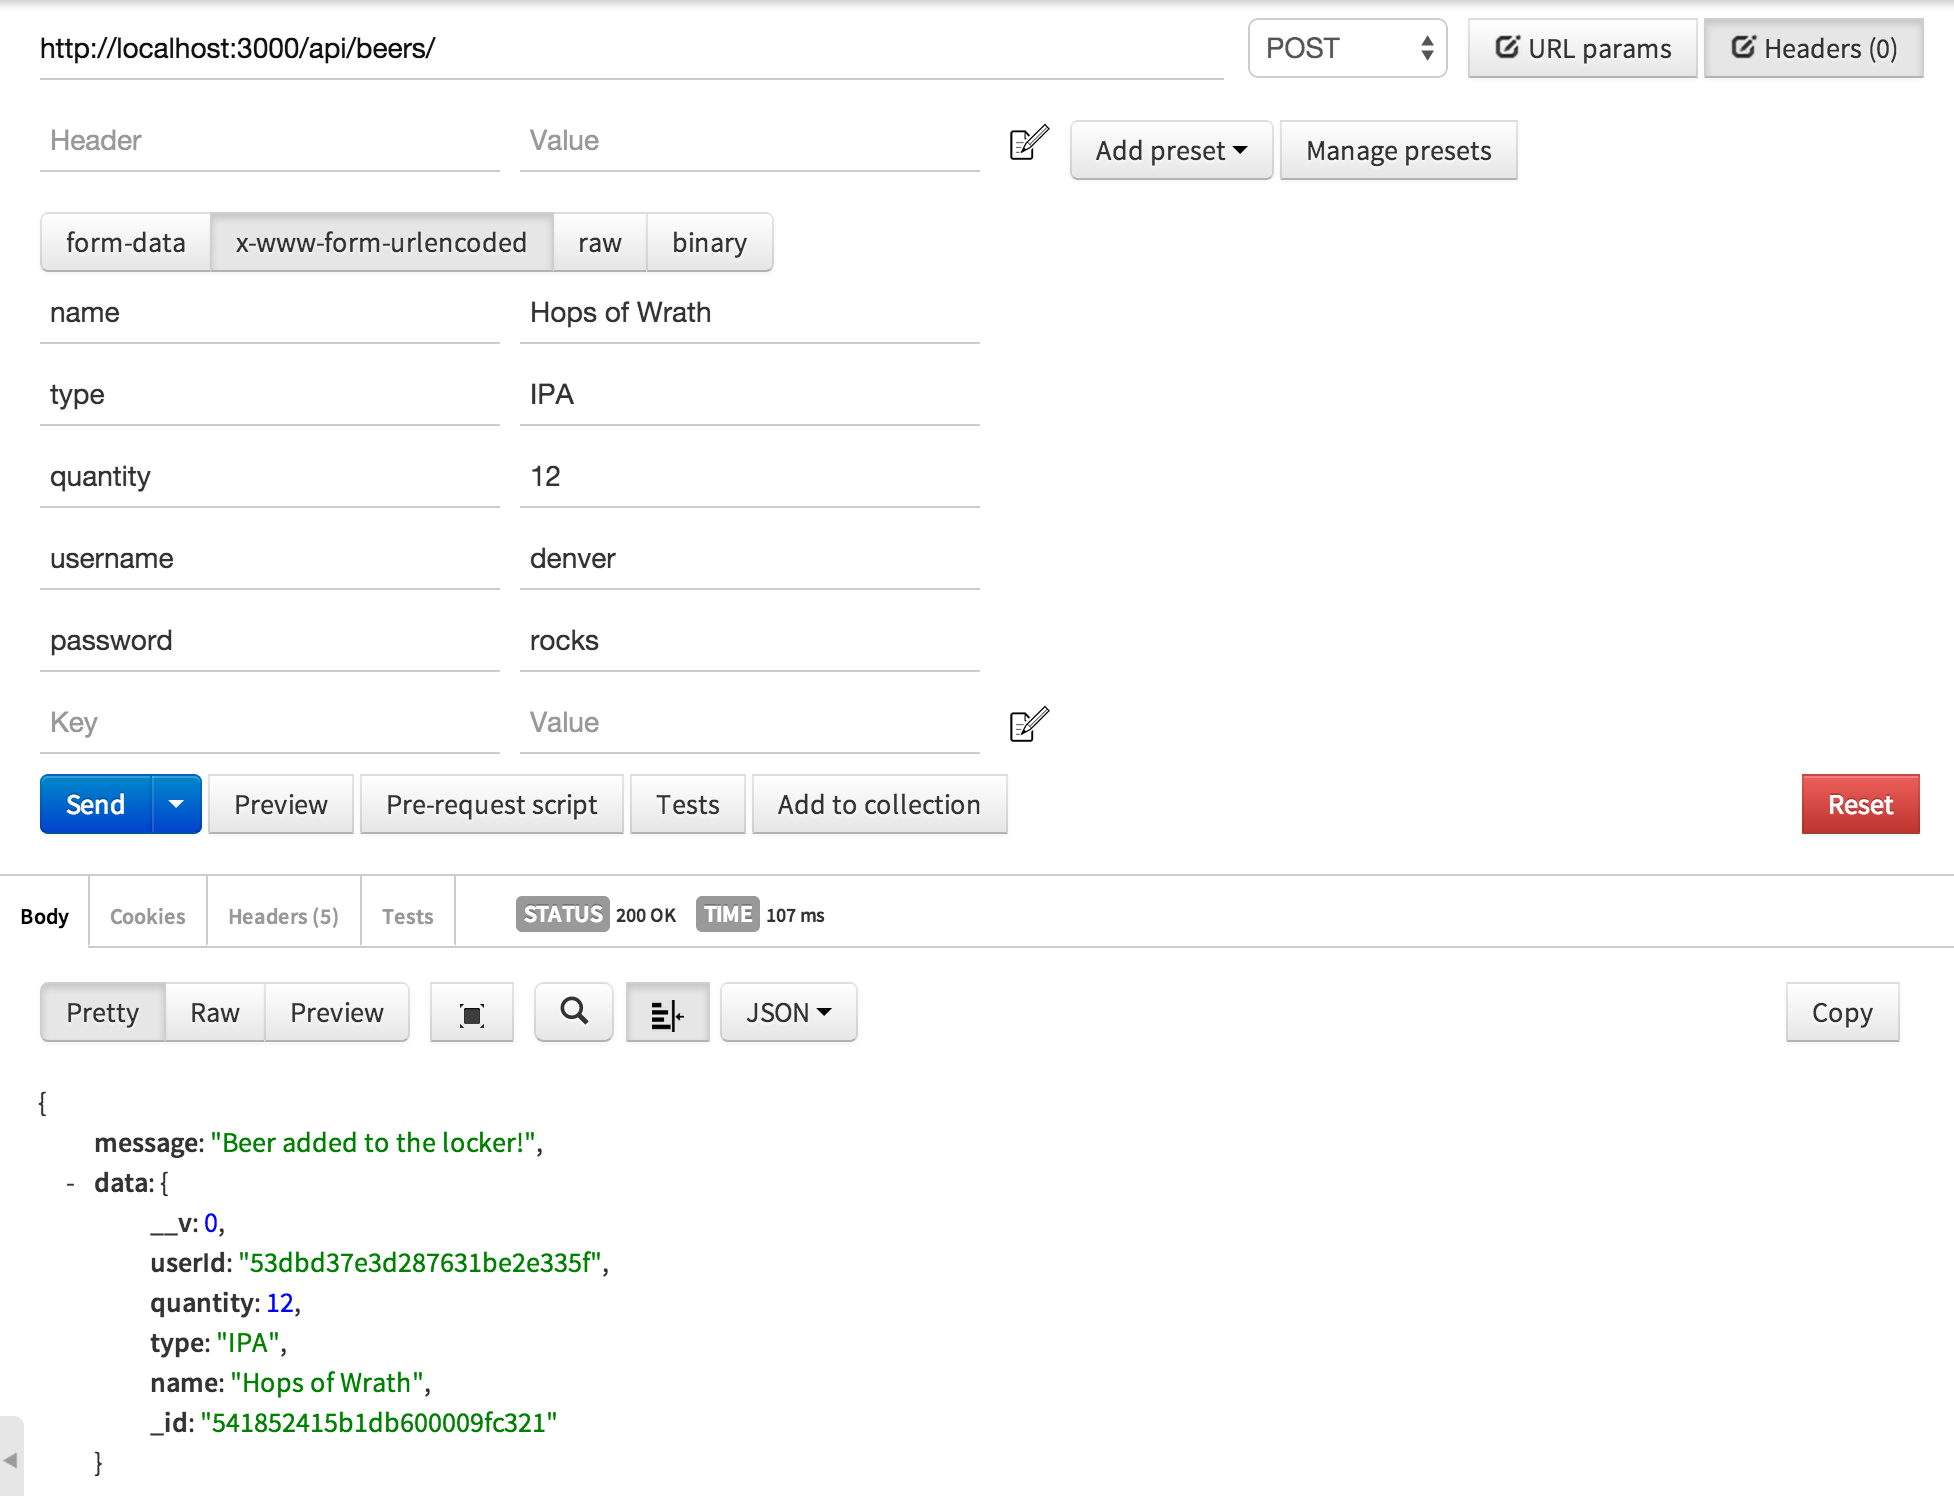 http://localhost:3000/api/beers/ POST URL params Headers (0)
Header Value Add preset Manage presets
form-data x-www-form-urlencoded raw binary
name Hops of Wrath
type IPA
quantity 12
username denver
password rocks
Key Value
Send Preview Pre-request script Tests Add to collection Reset
Body Cookies Headers (5) Tests STATUS 200 OK TIME 107 ms
Pretty Raw Preview JSON Copy
{
message: "Beer added to the locker!",
- data: {
__v: 0,
userId: "53dbd37e3d287631be2e335f",
quantity: 12,
type: "IPA",
name: "Hops of Wrath",
_id: "541852415b1db600009fc321"
}